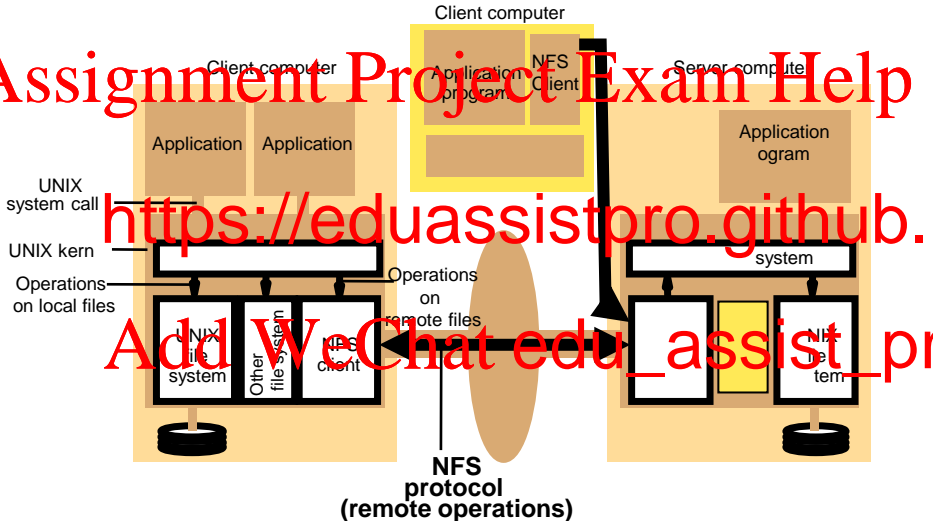 Client computer
Client computer
Server computer
Assignment Project Exam Help
Application
program
NFS
Client
Application
Application
Application
ogram
UNIX
system call
https://eduassistpro.github.
UNIX kern
system
Operations
on local files
Operations
on
remote files
UNIX
file
system
Other
file system
NFS
client
NIX
le
tem
Add WeChat edu_assist_pr
NFS
protocol
(remote operations)